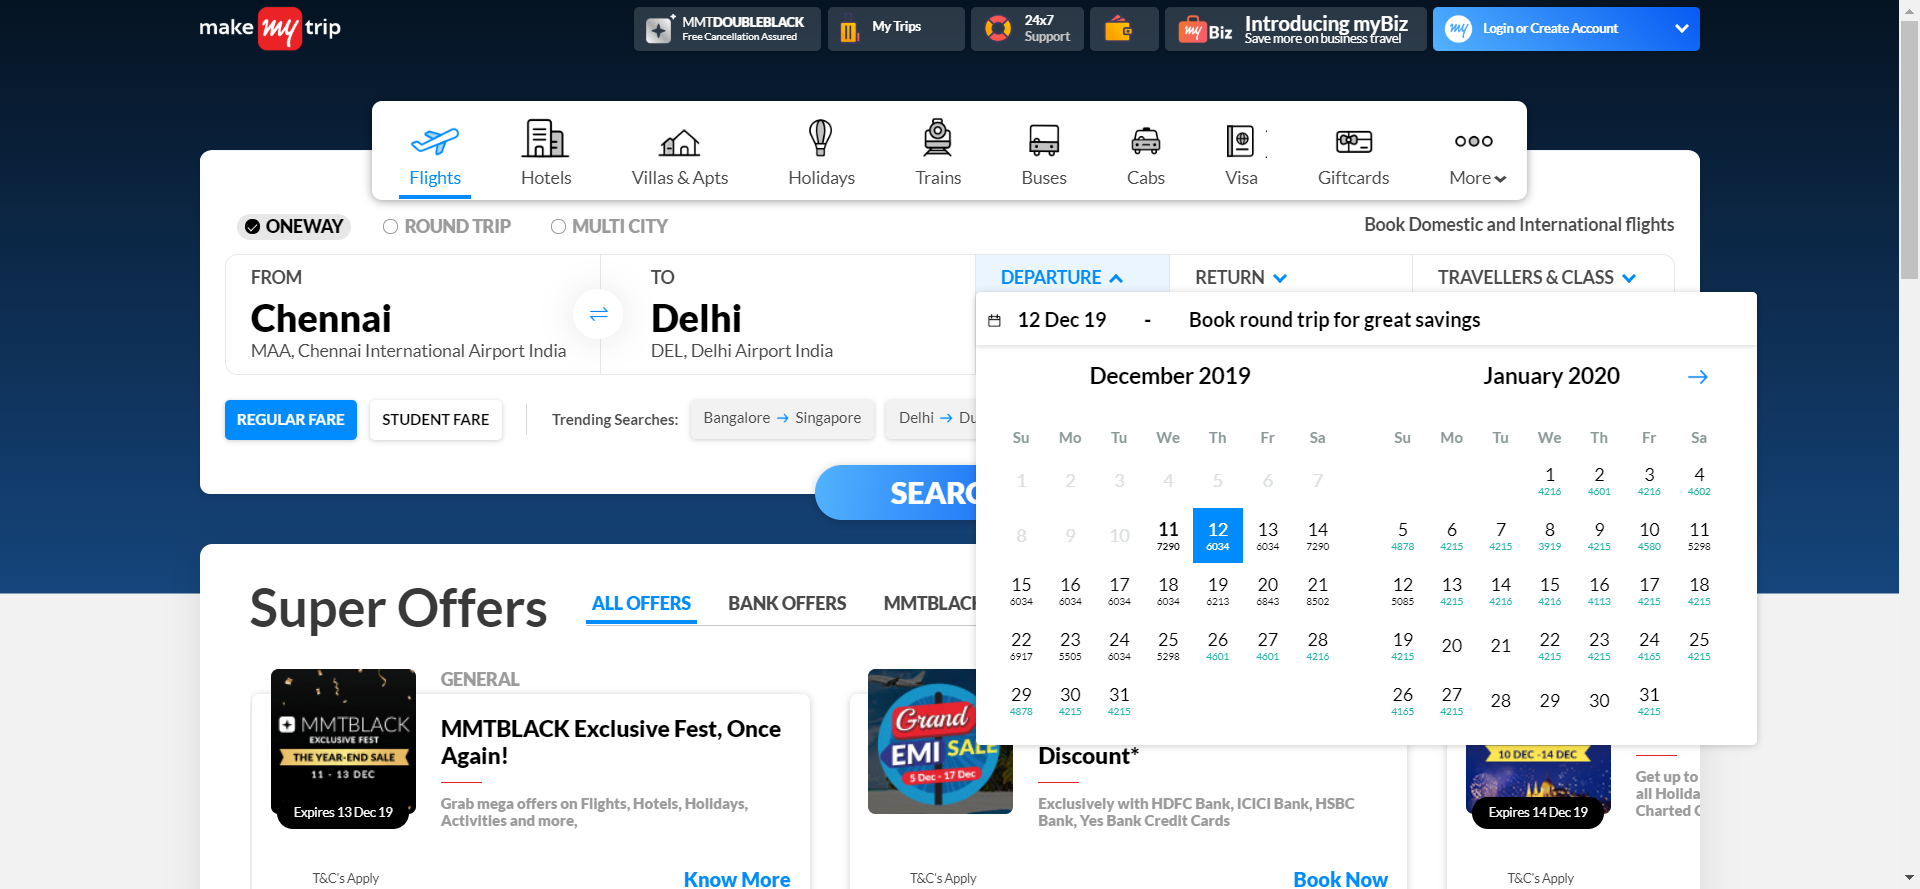 make my trip
MMTDOUBLEBLACK
Free Cancellation Assured
My Trips
24x7
Support
my Biz
Introducing myBiz
Save more on business travel
my
Login or Create Account
Flights
Hotels
Villas & Apts
Holidays
Trains
Buses
Cabs
Visa
Giftcards
More
ONEWAY
ROUND TRIP
MULTI CITY
Book Domestic and International flights
FROM
Chennai
MAA, Chennai International Airport India
TO
Delhi
DEL, Delhi Airport India
DEPARTURE
RETURN
TRAVELLERS & CLASS
12 Dec 19 - Book round trip for great savings
December 2019
Su Mo Tu We Th Fr Sa
1 2 3 4 5 6 7
8 9 10 11 12 13 14
7290 6034 6034 7290
15 16 17 18 19 20 21
6034 6034 6034 6034 6213 6843 8502
22 23 24 25 26 27 28
6917 5505 6034 5298 4601 4601 4216
29 30 31
4878 4215 4215
January 2020
Su Mo Tu We Th Fr Sa
1 2 3 4
4216 4601 4216 4602
5 6 7 8 9 10 11
4878 4215 4215 3919 4215 4580 5298
12 13 14 15 16 17 18
5085 4215 4216 4216 4113 4215 4215
19 20 21 22 23 24 25
4215 4215 4215 4165 4215
26 27 28 29 30 31
4165 4215 4215
REGULAR FARE
STUDENT FARE
Trending Searches:
Bangalore → Singapore
Delhi → Du
SEARC
Super Offers
ALL OFFERS
BANK OFFERS
MMTBLACK
MMTBLACK
EXCLUSIVE FEST
THE YEAR-END SALE
11 - 13 DEC
Expires 13 Dec 19
GENERAL
MMTBLACK Exclusive Fest, Once
Again!
Grab mega offers on Flights, Hotels, Holidays,
Activities and more,
T&C's Apply
Know More
Grand
EMI SALE
5 Dec - 17 Dec
Discount*
Exclusively with HDFC Bank, ICICI Bank, HSBC
Bank, Yes Bank Credit Cards
T&C's Apply
Book Now
10 DEC -14 DEC
Expires 14 Dec 19
Get up to
all Holida
Charted C
T&C's Apply